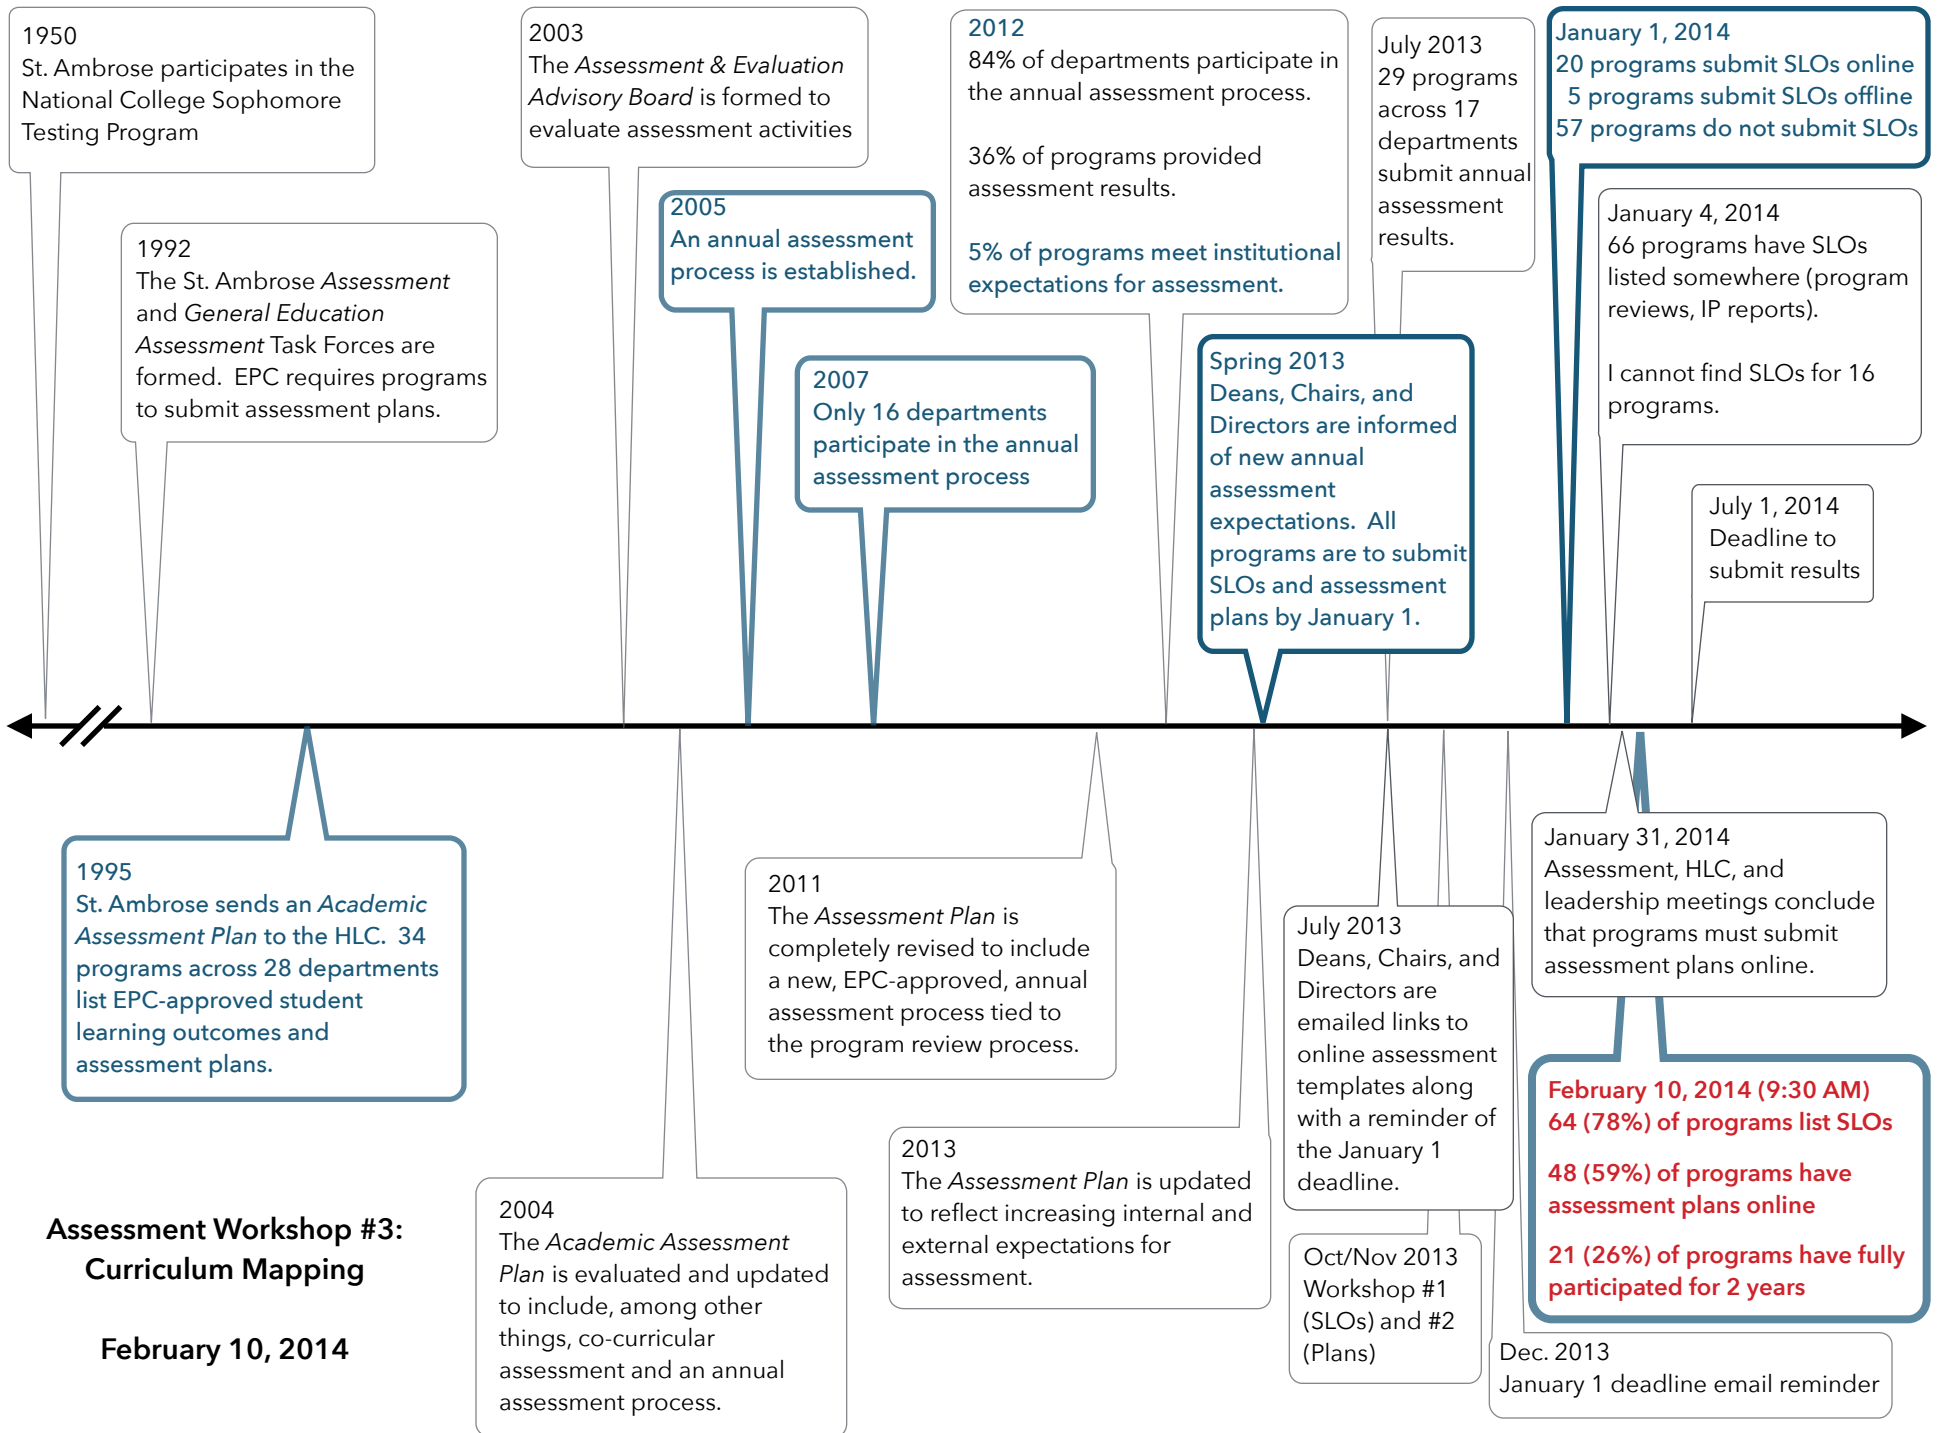 1950
St. Ambrose participates in the
National College Sophomore
Testing Program
1992
The St. Ambrose Assessment
and General Education
Assessment Task Forces are
formed.  EPC requires programs
to submit assessment plans.
2003
The Assessment & Evaluation
Advisory Board is formed to
evaluate assessment activities
2005
An annual assessment
process is established.
2007
Only 16 departments
participate in the annual
assessment process
2012
84% of departments participate in
the annual assessment process.
36% of programs provided
assessment results.
5% of programs meet institutional
expectations for assessment.
Spring 2013
Deans, Chairs, and
Directors are informed
of new annual
assessment
expectations.  All
programs are to submit
SLOs and assessment
plans by January 1.
July 2013
29 programs
across 17
departments
submit annual
assessment
results.
January 1, 2014
20 programs submit SLOs online
5 programs submit SLOs offline
57 programs do not submit SLOs
January 4, 2014
66 programs have SLOs
listed somewhere (program
reviews, IP reports).
I cannot find SLOs for 16
programs.
July 1, 2014
Deadline to
submit results
1995
St. Ambrose sends an Academic
Assessment Plan to the HLC.  34
programs across 28 departments
list EPC-approved student
learning outcomes and
assessment plans.
2004
The Academic Assessment
Plan is evaluated and updated
to include, among other
things, co-curricular
assessment and an annual
assessment process.
2011
The Assessment Plan is
completely revised to include
a new, EPC-approved, annual
assessment process tied to
the program review process.
2013
The Assessment Plan is updated
to reflect increasing internal and
external expectations for
assessment.
July 2013
Deans, Chairs, and
Directors are
emailed links to
online assessment
templates along
with a reminder of
the January 1
deadline.
Oct/Nov 2013
Workshop #1
(SLOs) and #2
(Plans)
Dec. 2013
January 1 deadline email reminder
January 31, 2014
Assessment, HLC, and
leadership meetings conclude
that programs must submit
assessment plans online.
February 10, 2014 (9:30 AM)
64 (78%) of programs list SLOs
48 (59%) of programs have
assessment plans online
21 (26%) of programs have fully
participated for 2 years
Assessment Workshop #3:
Curriculum Mapping
February 10, 2014